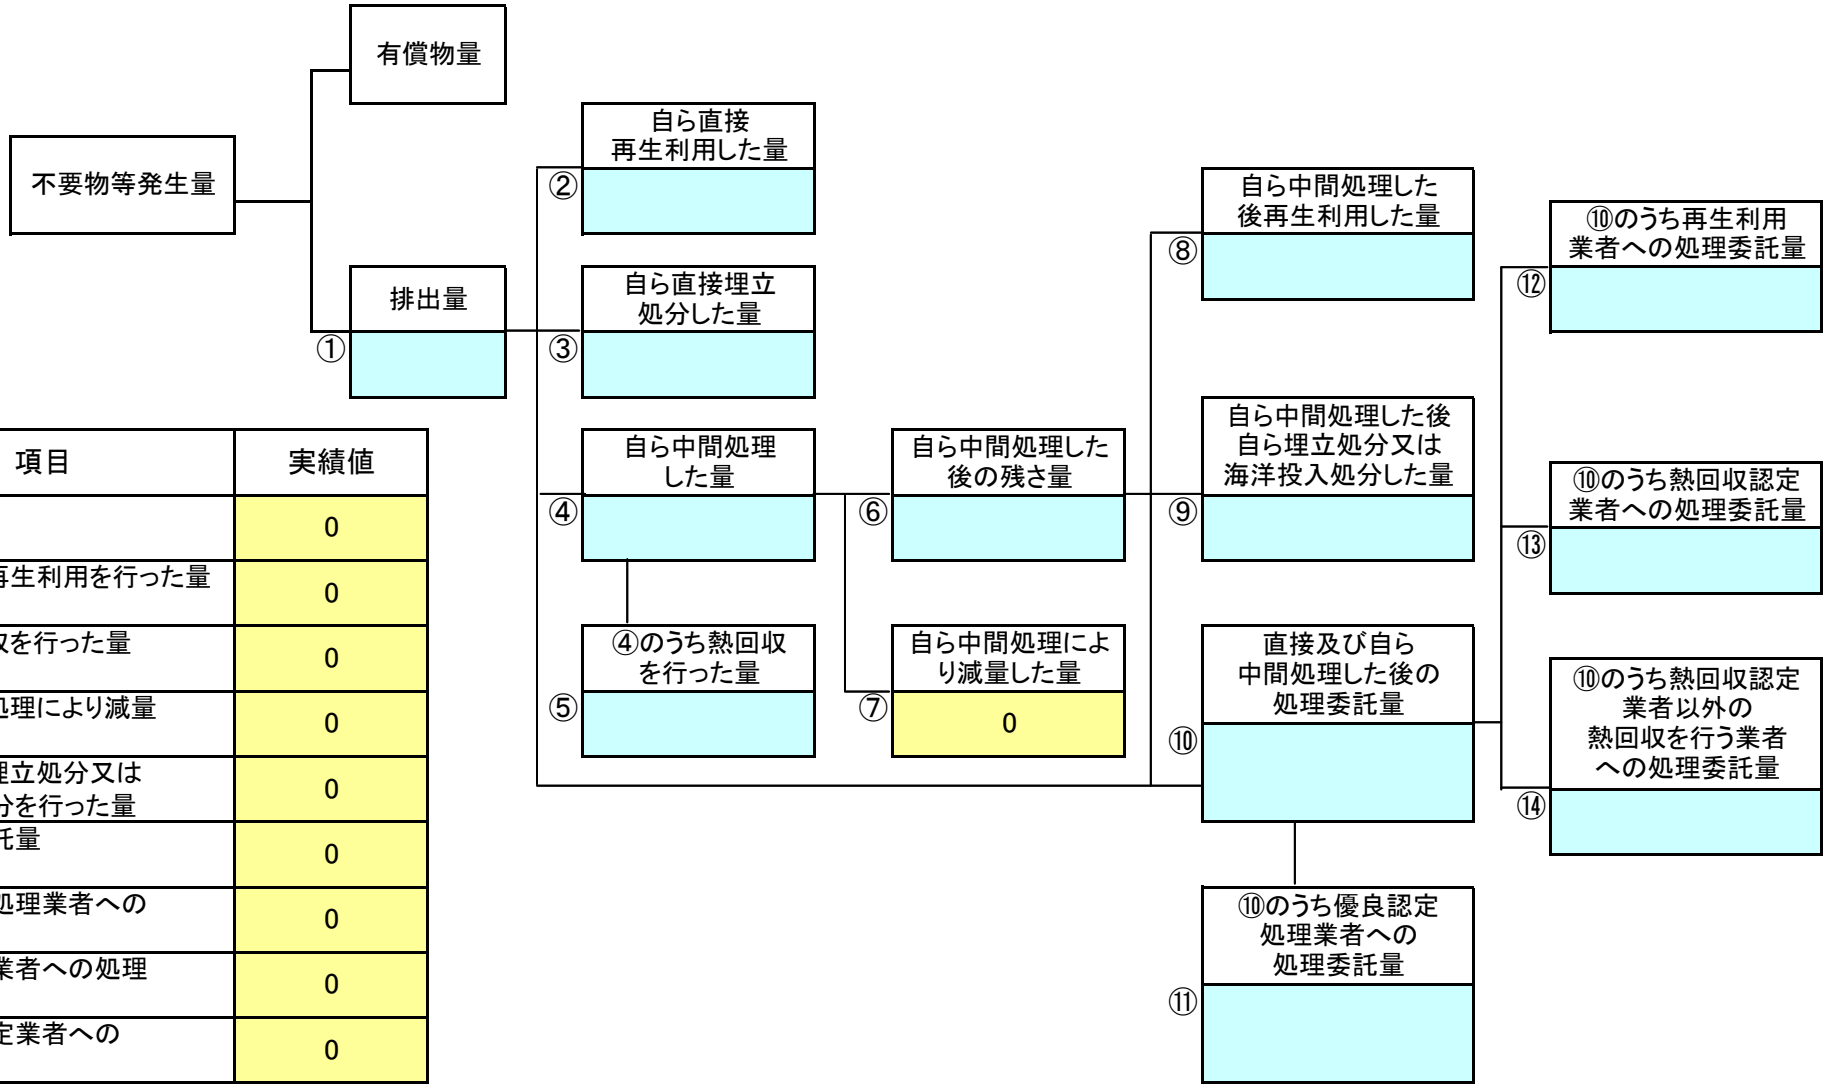 有償物量
不要物等発生量
排出量
①
自ら直接
再生利用した量
②
自ら直接埋立
処分した量
③
自ら中間処理
した量
④
④のうち熱回収
を行った量
⑤
自ら中間処理した
後の残さ量
⑥
自ら中間処理によ
り減量した量
⑦
0
自ら中間処理した
後再生利用した量
⑧
自ら中間処理した後
自ら埋立処分又は
海洋投入処分した量
⑨
直接及び自ら
中間処理した後の
処理委託量
⑩
⑩のうち優良認定
処理業者への
処理委託量
⑪
⑩のうち再生利用
業者への処理委託量
⑫
⑩のうち熱回収認定
業者への処理委託量
⑬
⑩のうち熱回収認定
業者以外の
熱回収を行う業者
への処理委託量
⑭
項目 実績値
0
再生利用を行った量
0
収を行った量
0
処理により減量
0
埋立処分又は
分を行った量
0
託量
0
処理業者への
0
業者への処理
0
定業者への
0